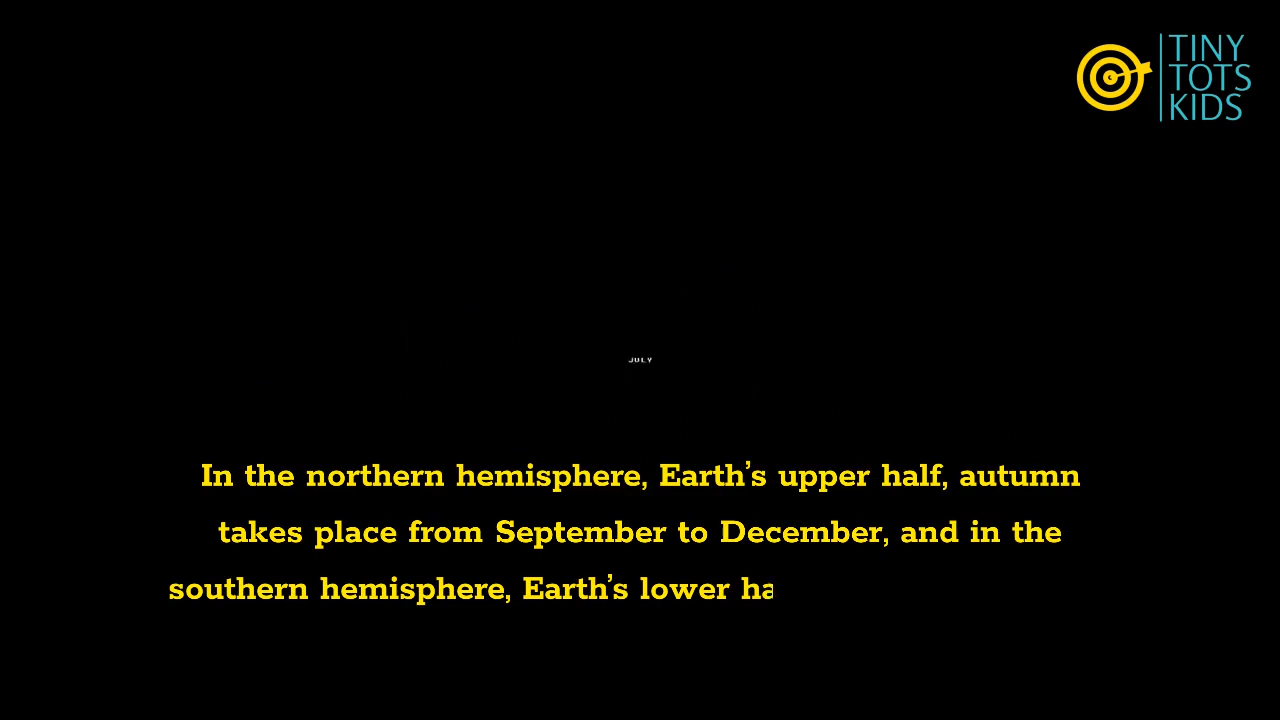 TINY
TOTS
KIDS
JULY
In the northern hemisphere, Earth's upper half, autumn
takes place from September to December, and in the
southern hemisphere, Earth's lower ha